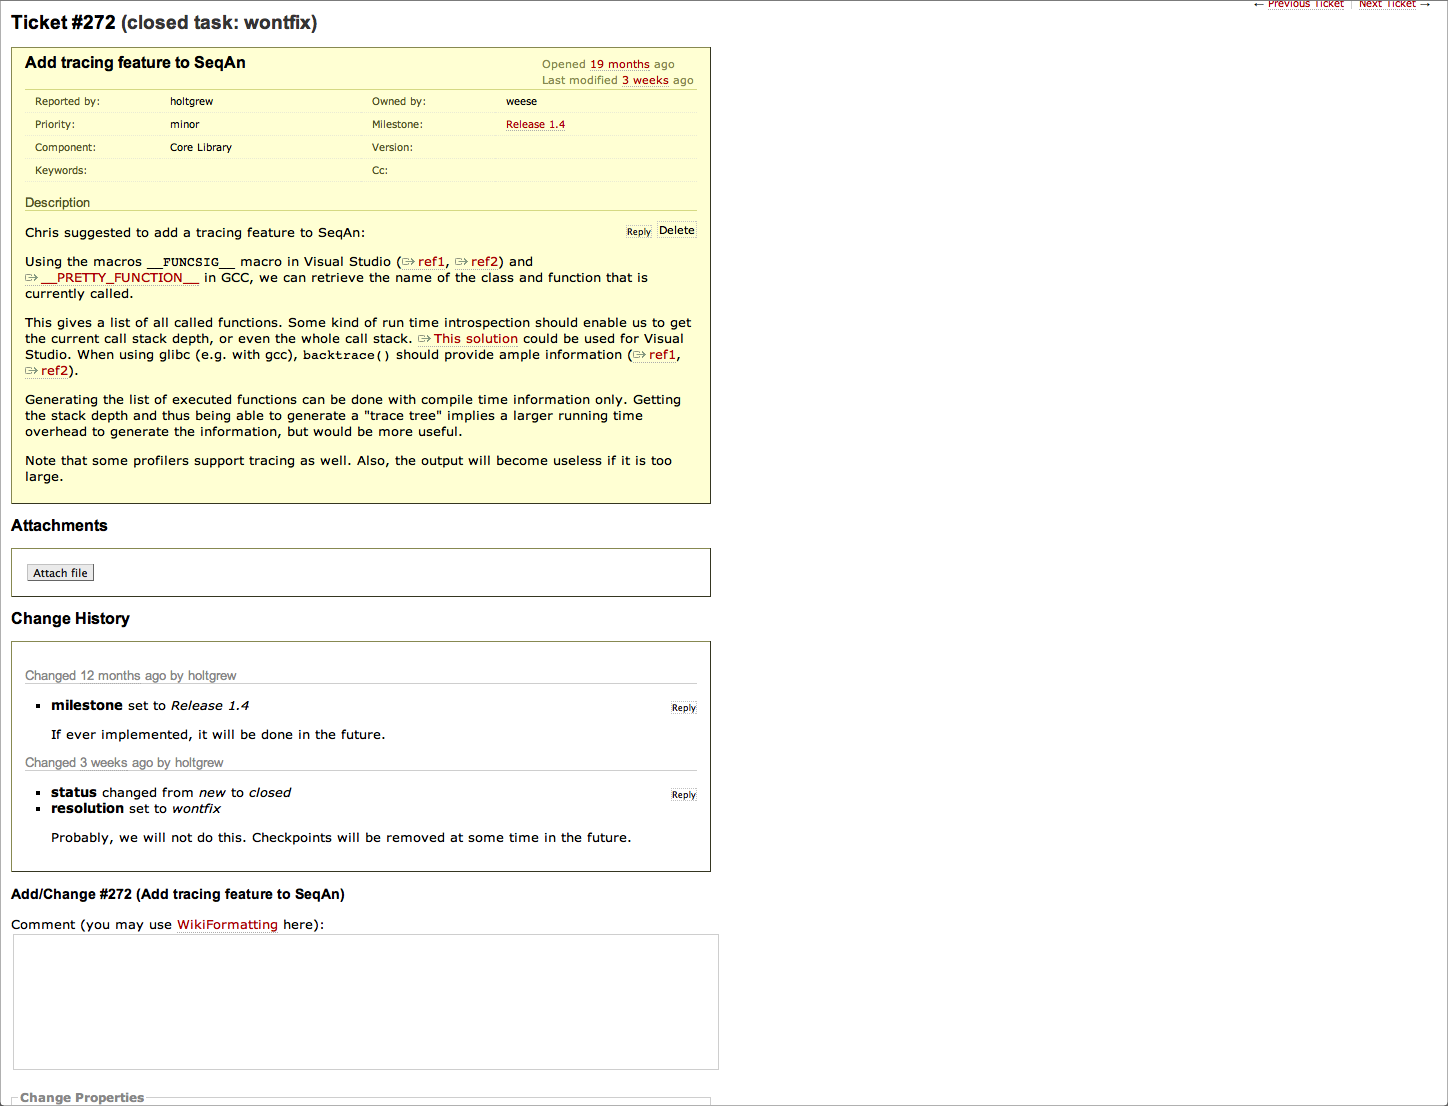 ← Previous Ticket | Next Ticket →
Ticket #272 (closed task: wontfix)
Add tracing feature to SeqAn
Opened 19 months ago
Last modified 3 weeks ago
Reported by: holtgrew Owned by: weese
Priority: minor Milestone: Release 1.4
Component: Core Library Version:
Keywords: Cc:
Description
Chris suggested to add a tracing feature to SeqAn: Reply Delete
Using the macros __FUNCSIG__ macro in Visual Studio (ref1, ref2) and
__PRETTY_FUNCTION__ in GCC, we can retrieve the name of the class and function that is
currently called.
This gives a list of all called functions. Some kind of run time introspection should enable us to get
the current call stack depth, or even the whole call stack. This solution could be used for Visual
Studio. When using glibc (e.g. with gcc), backtrace() should provide ample information (ref1,
ref2).
Generating the list of executed functions can be done with compile time information only. Getting
the stack depth and thus being able to generate a "trace tree" implies a larger running time
overhead to generate the information, but would be more useful.
Note that some profilers support tracing as well. Also, the output will become useless if it is too
large.
Attachments
Attach file
Change History
Changed 12 months ago by holtgrew
▪ milestone set to Release 1.4 Reply
If ever implemented, it will be done in the future.
Changed 3 weeks ago by holtgrew
▪ status changed from new to closed Reply
▪ resolution set to wontfix
Probably, we will not do this. Checkpoints will be removed at some time in the future.
Add/Change #272 (Add tracing feature to SeqAn)
Comment (you may use WikiFormatting here):
Change Properties